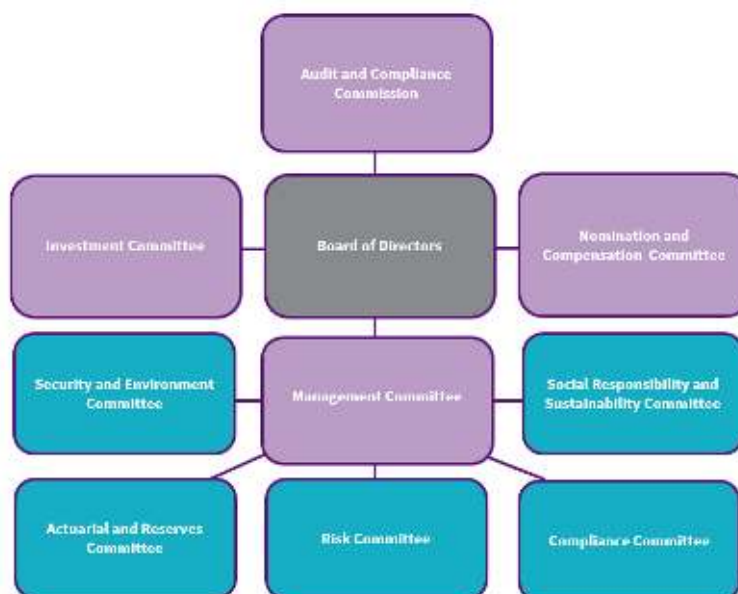 Audit and Compliance
Commission
Investment Committee
Board of Directors
Nomination and
Compensation Committee
Security and Environment
Committee
Management Committee
Social Responsibility and
Sustainability Committee
Actuarial and Reserves
Committee
Risk Committee
Compliance Committee